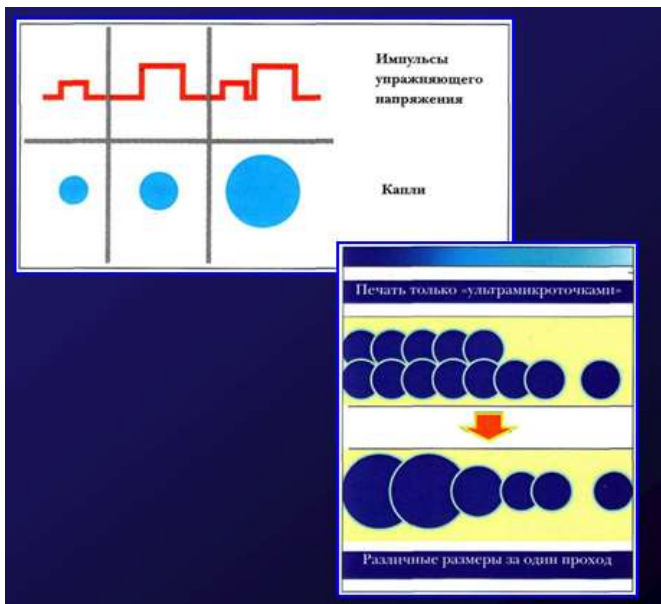 Импульсы
упражняющего
напряжения
Капли
Печать только «ультрамикроточками»
Различные размеры за один проход